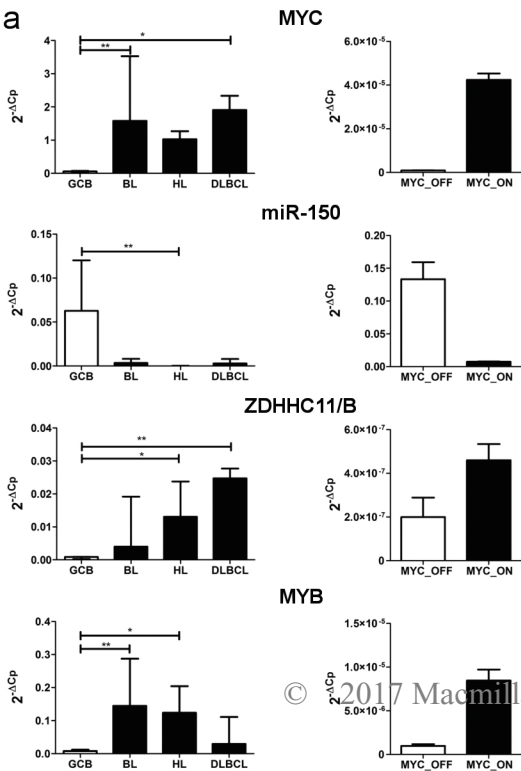 a
MYC
2^-ΔCp
4
3
2
1
0
**
*
GCB BL HL DLBCL
2^-ΔCp
6.0×10⁻⁵
4.0×10⁻⁵
2.0×10⁻⁵
0
MYC_OFF MYC_ON
miR-150
2^-ΔCp
0.15
0.10
0.05
0.00
**
GCB BL HL DLBCL
2^-ΔCp
0.20
0.15
0.10
0.05
0.00
MYC_OFF MYC_ON
ZDHHC11/B
2^-ΔCp
0.04
0.03
0.02
0.01
0.00
**
*
GCB BL HL DLBCL
2^-ΔCp
6.0×10⁻⁷
4.0×10⁻⁷
2.0×10⁻⁷
0
MYC_OFF MYC_ON
MYB
2^-ΔCp
0.4
0.3
0.2
0.1
0.0
*
**
GCB BL HL DLBCL
2^-ΔCp
1.5×10⁻⁵
1.0×10⁻⁵
5.0×10⁻⁶
0
MYC_OFF MYC_ON
© 2017 Macmill